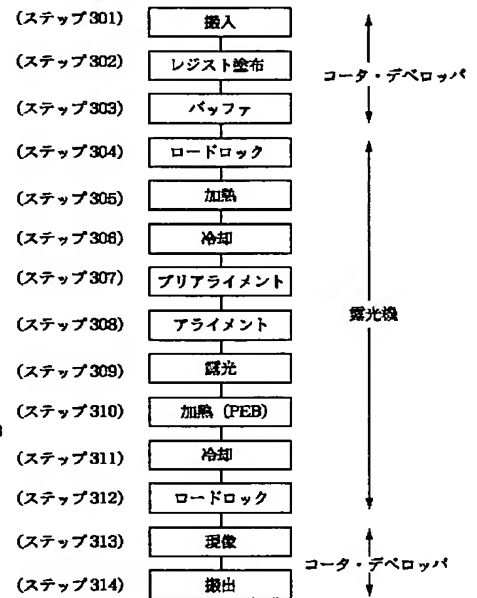 (ステップ301) 搬入
(ステップ302) レジスト塗布
コータ・デベロッパ
(ステップ303) バッファ
(ステップ304) ロードロック
(ステップ305) 加熱
(ステップ306) 冷却
(ステップ307) プリアライメント
露光機
(ステップ308) アライメント
(ステップ309) 露光
(ステップ310) 加熱 (PEB)
(ステップ311) 冷却
(ステップ312) ロードロック
(ステップ313) 現像
コータ・デベロッパ
(ステップ314) 搬出